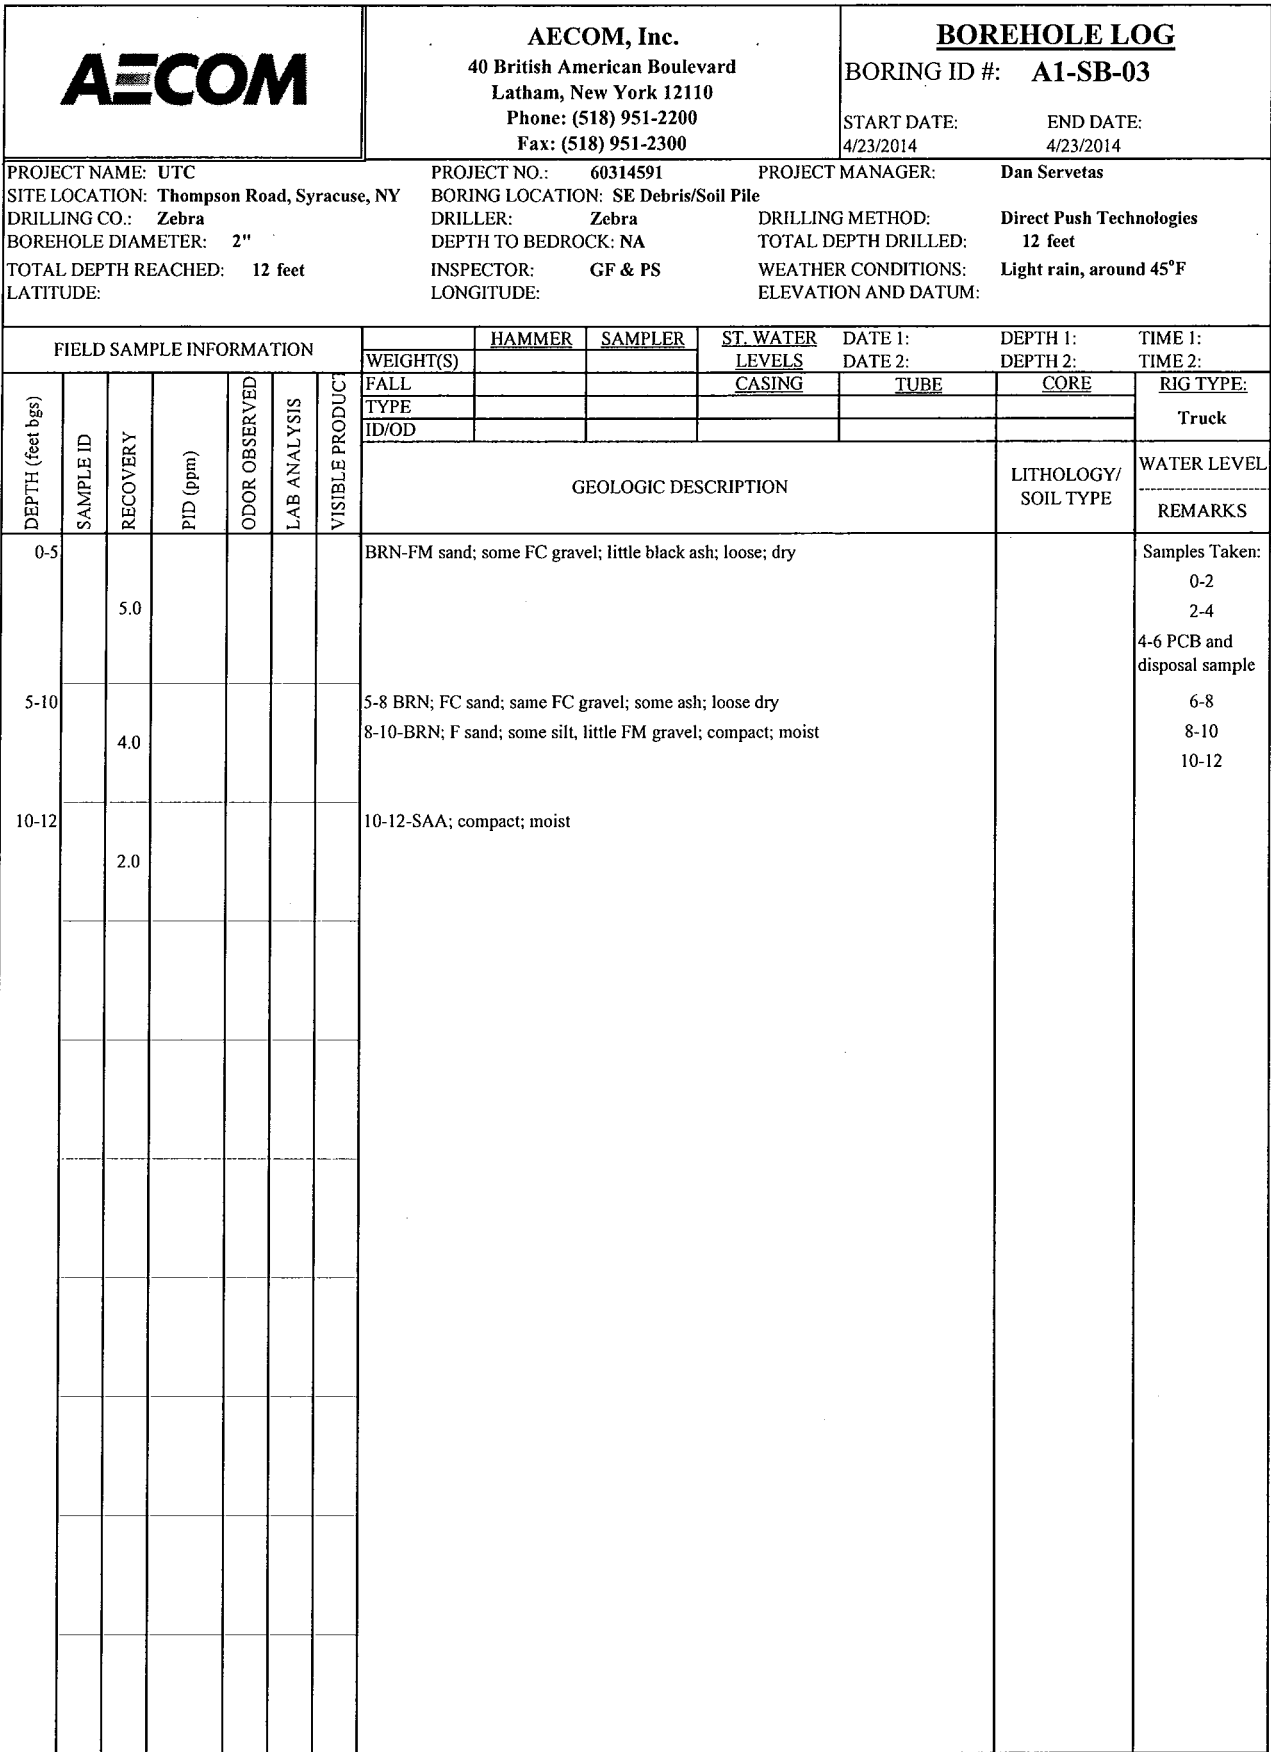 AECOM
AECOM, Inc.
40 British American Boulevard
Latham, New York 12110
Phone: (518) 951-2200
Fax: (518) 951-2300
BOREHOLE LOG
BORING ID #: A1-SB-03
START DATE: END DATE:
4/23/2014 4/23/2014
PROJECT NAME: UTC PROJECT NO.: 60314591 PROJECT MANAGER: Dan Servetas
SITE LOCATION: Thompson Road, Syracuse, NY BORING LOCATION: SE Debris/Soil Pile
DRILLING CO.: Zebra DRILLER: Zebra DRILLING METHOD: Direct Push Technologies
BOREHOLE DIAMETER: 2" DEPTH TO BEDROCK: NA TOTAL DEPTH DRILLED: 12 feet
TOTAL DEPTH REACHED: 12 feet INSPECTOR: GF & PS WEATHER CONDITIONS: Light rain, around 45°F
LATITUDE: LONGITUDE: ELEVATION AND DATUM:
FIELD SAMPLE INFORMATION
HAMMER SAMPLER ST. WATER DATE 1: DEPTH 1: TIME 1:
WEIGHT(S) LEVELS DATE 2: DEPTH 2: TIME 2:
FALL CASING TUBE CORE RIG TYPE:
TYPE Truck
ID/OD
DEPTH (feet bgs)
SAMPLE ID
RECOVERY
PID (ppm)
ODOR OBSERVED
LAB ANALYSIS
VISIBLE PRODUCT
GEOLOGIC DESCRIPTION
LITHOLOGY/
SOIL TYPE
WATER LEVEL
--------------------
REMARKS
0-5 BRN-FM sand; some FC gravel; little black ash; loose; dry Samples Taken:
0-2
5.0 2-4
4-6 PCB and
disposal sample
5-10 5-8 BRN; FC sand; same FC gravel; some ash; loose dry 6-8
8-10-BRN; F sand; some silt, little FM gravel; compact; moist 8-10
4.0
10-12
10-12 10-12-SAA; compact; moist
2.0